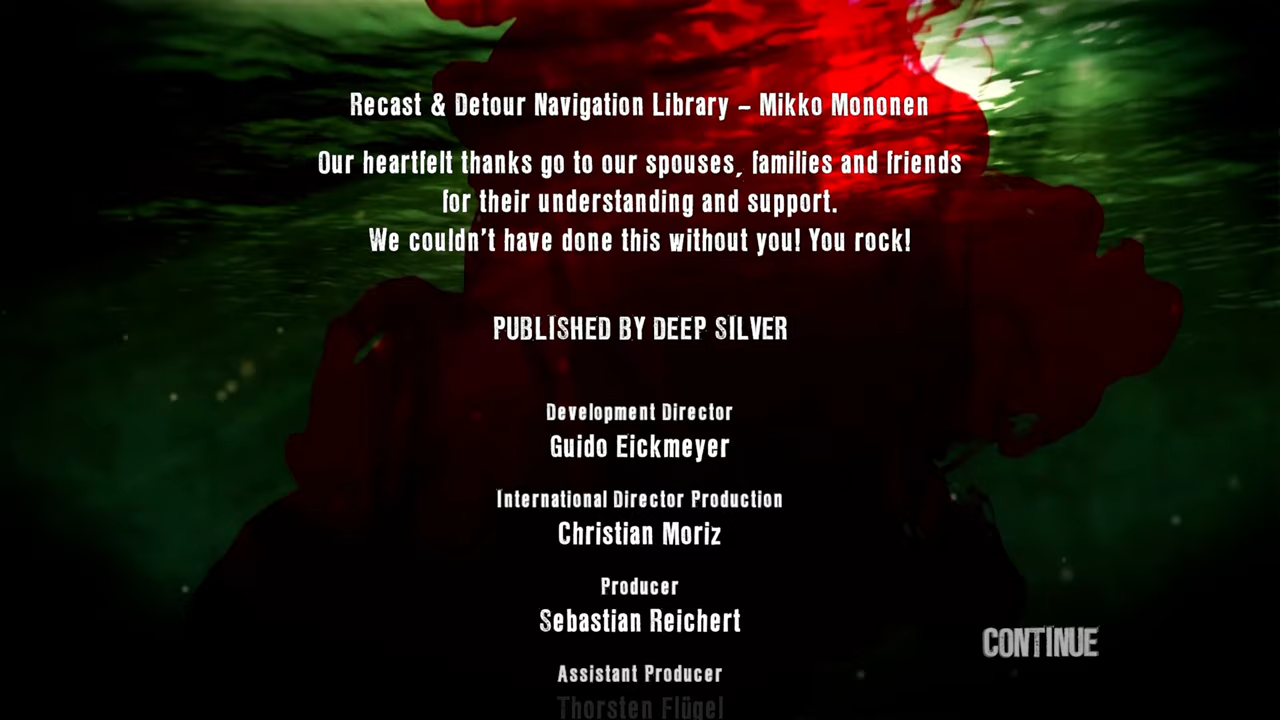 Recast & Detour Navigation Library – Mikko Mononen
Our heartfelt thanks go to our spouses, families and friends
for their understanding and support.
We couldn't have done this without you! You rock!
PUBLISHED BY DEEP SILVER
Development Director
Guido Eickmeyer
International Director Production
Christian Moriz
Producer
Sebastian Reichert
CONTINUE
Assistant Producer
Thorsten Flügel